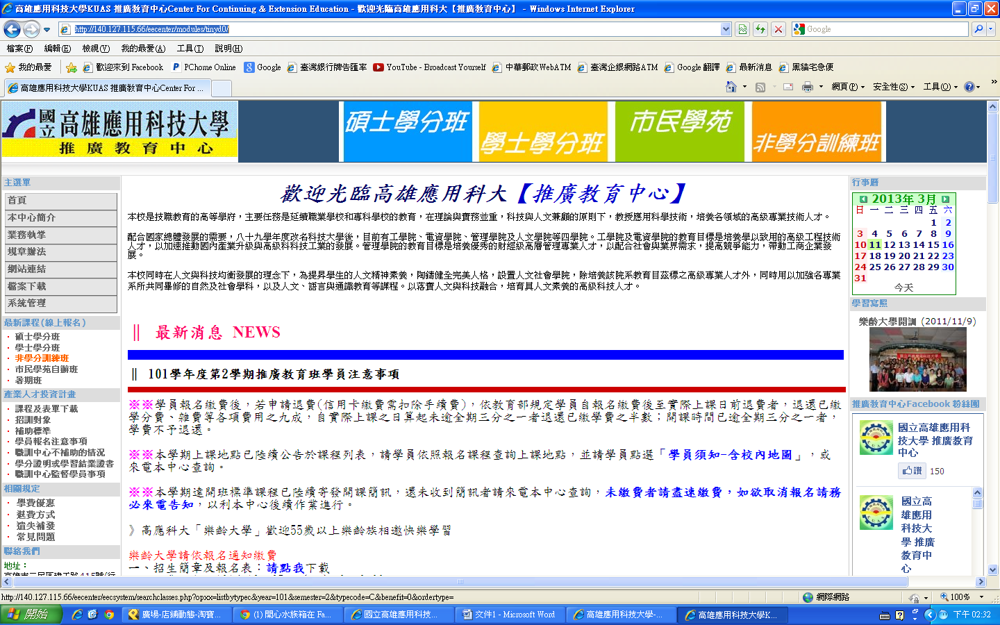 高雄應用科技大學KUAS 推廣教育中心Center For Continuing & Extension Education - 歡迎光臨高雄應用科大【推廣教育中心】 - Windows Internet Explorer
http://140.127.115.66/eecenter/modules/tinyd0/
Google
檔案(F) 編輯(E) 檢視(V) 我的最愛(A) 工具(T) 說明(H)
我的最愛 歡迎來到 Facebook PChome Online Google 臺灣銀行牌告匯率 YouTube - Broadcast Yourself 中華郵政WebATM 臺灣企銀網路ATM Google 翻譯 最新消息 黑貓宅急便
高雄應用科技大學KUAS 推廣教育中心Center For ...
網頁(P) 安全性(S) 工具(O)
國立高雄應用科技大學
推廣教育中心
碩士學分班
學士學分班
市民學苑
非學分訓練班
主選單
首頁
本中心簡介
業務執掌
規章辦法
網站連結
檔案下載
系統管理
最新課程(線上報名)
· 碩士學分班
· 學士學分班
· 非學分訓練班
· 市民學苑自辦班
· 暑期班
產業人才投資計畫
· 課程及表單下載
· 招訓對象
· 補助標準
· 學員報名注意事項
· 職訓中心不補助的情況
· 學分證明或學習結業證書
· 職訓中心監督學員事項
相關規定
· 學費優惠
· 退費方式
· 遺失補發
· 常見問題
聯絡我們
地址：
高雄市三民區建工路415號(行
歡迎光臨高雄應用科大【推廣教育中心】
本校是技職教育的高等學府，主要任務是延續職業學校和專科學校的教育，在理論與實務並重，科技與人文兼顧的原則下，教授應用科學技術，培養各領域的高級專業技術人才。
配合國家總體發展的需要，八十九學年度改名科技大學後，目前有工學院、電資學院、管理學院及人文學院等四學院。工學院及電資學院的教育目標是培養學以致用的高級工程技術
人才，以加速推動國內產業升級與高級科科技工業的發展。管理學院的教育目標是培養優秀的財經級高層管理專業人才，以配合社會與業界需求，提高競爭能力，帶動工商企業發
展。
本校同時在人文與科技均衡發展的理念下，為提昇學生的人文精神素養，陶鑄健全完美人格，設置人文社會學院，除培養該院系教育目茲標之高級專業人才外，同時用以加強各專業
系所共同畢修的自然及社會學科，以及人文、語言與通識教育等課程。以落實人文與科技融合，培育具人文素養的高級科技人才。
∥ 最新消息 NEWS
∥ 101學年度第2學期推廣教育班學員注意事項
※※學員報名繳費後，若申請退費(信用卡繳費需扣除手續費)，依教育部規定學員自報名繳費後至實際上課日前退費者，退還已繳
學分費、雜費等各項費用之九成，自實際上課之日算起未逾全期三分之一者退還已繳學費之半數；開課時間已逾全期三分之一者，
學費不予退還。
※※本學期上課地點已陸續公告於課程列表，請學員依照報名課程查詢上課地點，並請學員點選「學員須知-含校內地圖」，或
來電本中心查詢。
※※本學期達開班標準課程已陸續寄發開課簡訊，還未收到簡訊者請來電本中心查詢，未繳費者請盡速繳費，如欲取消報名請務
必來電告知，以利本中心後續作業進行。
》高應科大「樂齡大學」歡迎55歲以上樂齡族相邀快樂學習
樂齡大學請依報名通知繳費
一、招生簡章及報名表：請點我下載
行事曆
2013年 3月
日 一 二 三 四 五 六
1 2
3 4 5 6 7 8 9
10 11 12 13 14 15 16
17 18 19 20 21 22 23
24 25 26 27 28 29 30
31
今天
學習寫照
樂齡大學開訓 (2011/11/9)
推廣教育中心Facebook 粉絲團
國立高雄應用科
技大學 推廣教育
中心
讚 150
國立高
雄應用
科技大
學 推廣
教育中
心
http://140.127.115.66/eecenter/eecsystem/searchclasses.php?opxx=listbytypec&year=101&semester=2&typecode=C&benefit=0&ordertype=
網際網路
100%
開始
廣場-店鋪動態-淘寶...
(1) 開心水族箱在 Fa...
國立高雄應用科技...
文件1 - Microsoft Word
高雄應用科技大學-...
高雄應用科技大學K...
下午 02:32